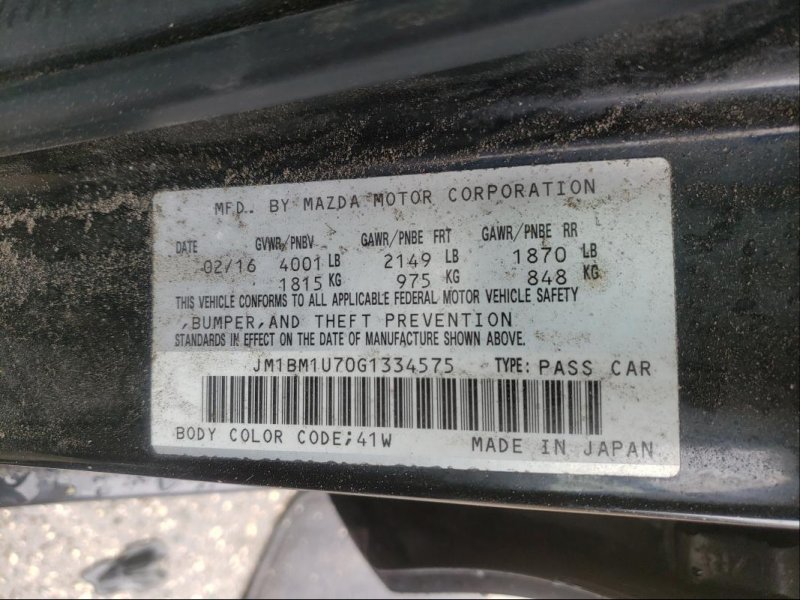 MFD. BY MAZDA MOTOR CORPORATION
DATE GVWR/PNBV GAWR/PNBE FRT GAWR/PNBE RR
02/16 4001 LB 2149 LB 1870 LB
1815 KG 975 KG 848 KG
THIS VEHICLE CONFORMS TO ALL APPLICABLE FEDERAL MOTOR VEHICLE SAFETY
,BUMPER,AND THEFT PREVENTION
STANDARDS IN EFFECT ON THE DATE OF MANUFACTURE SHOWN ABOVE.
JM1BM1U70G1334575 TYPE: PASS CAR
BODY COLOR CODE;41W MADE IN JAPAN